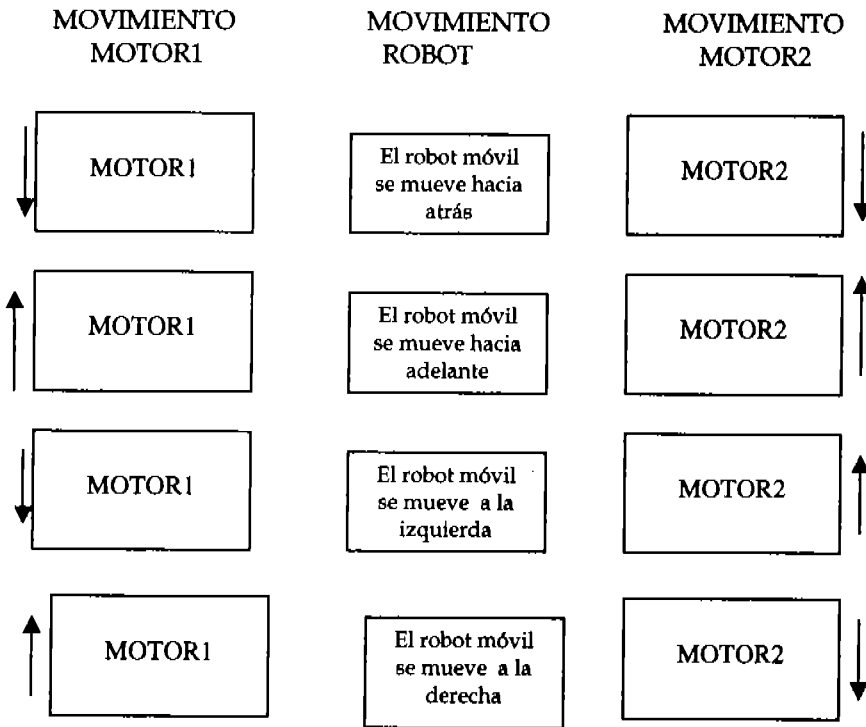 MOVIMIENTO
MOTOR1
MOVIMIENTO
ROBOT
MOVIMIENTO
MOTOR2
MOTOR1
El robot móvil
se mueve hacia
atrás
MOTOR2
MOTOR1
El robot móvil
se mueve hacia
adelante
MOTOR2
MOTOR1
El robot móvil
se mueve a la
izquierda
MOTOR2
MOTOR1
El robot móvil
se mueve a la
derecha
MOTOR2